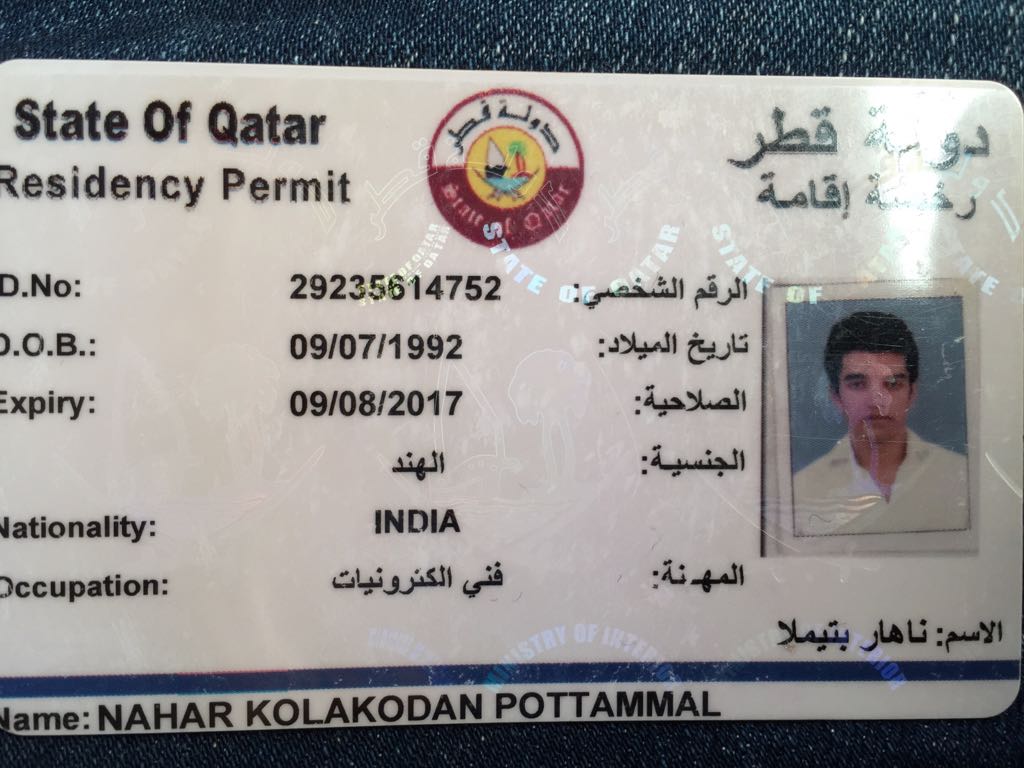 State Of Qatar
دولة قطر
Residency Permit
رخصة إقامة
دولة قطر
State of Qatar
STATE OF QATAR
STATE OF
D.No: 29235614752 الرقم الشخصي:
D.O.B.: 09/07/1992 تاريخ الميلاد:
Expiry: 09/08/2017 الصلاحية:
الهند الجنسية:
Nationality: INDIA
Occupation: فني الكترونيات المهنة:
الاسم: ناهار بتيملا
MINISTRY OF INTERIOR
Name: NAHAR KOLAKODAN POTTAMMAL